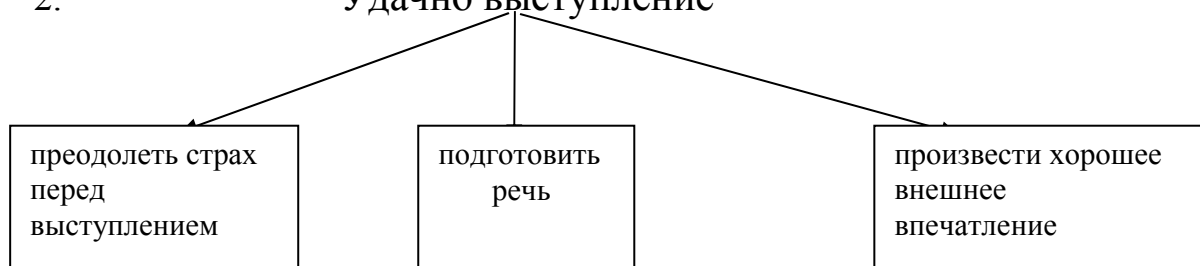 2. Удачно выступление
преодолеть страх
перед
выступлением
подготовить
речь
произвести хорошее
внешнее
впечатление